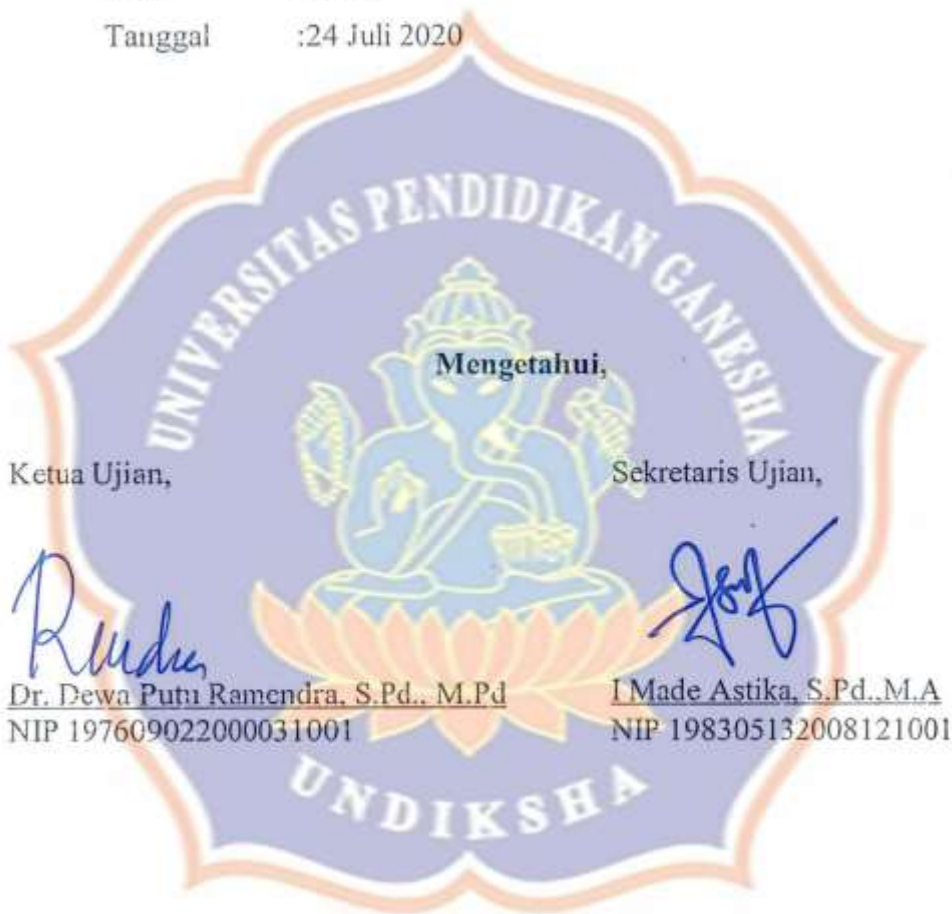 Tanggal :24 Juli 2020
UNIVERSITAS PENDIDIKAN GANESHA
Mengetahui,
Ketua Ujian, Sekretaris Ujian,
Dr. Dewa Putu Ramendra, S.Pd., M.Pd I Made Astika, S.Pd.,M.A
NIP 197609022000031001 NIP 198305132008121001
UNDIKSHA